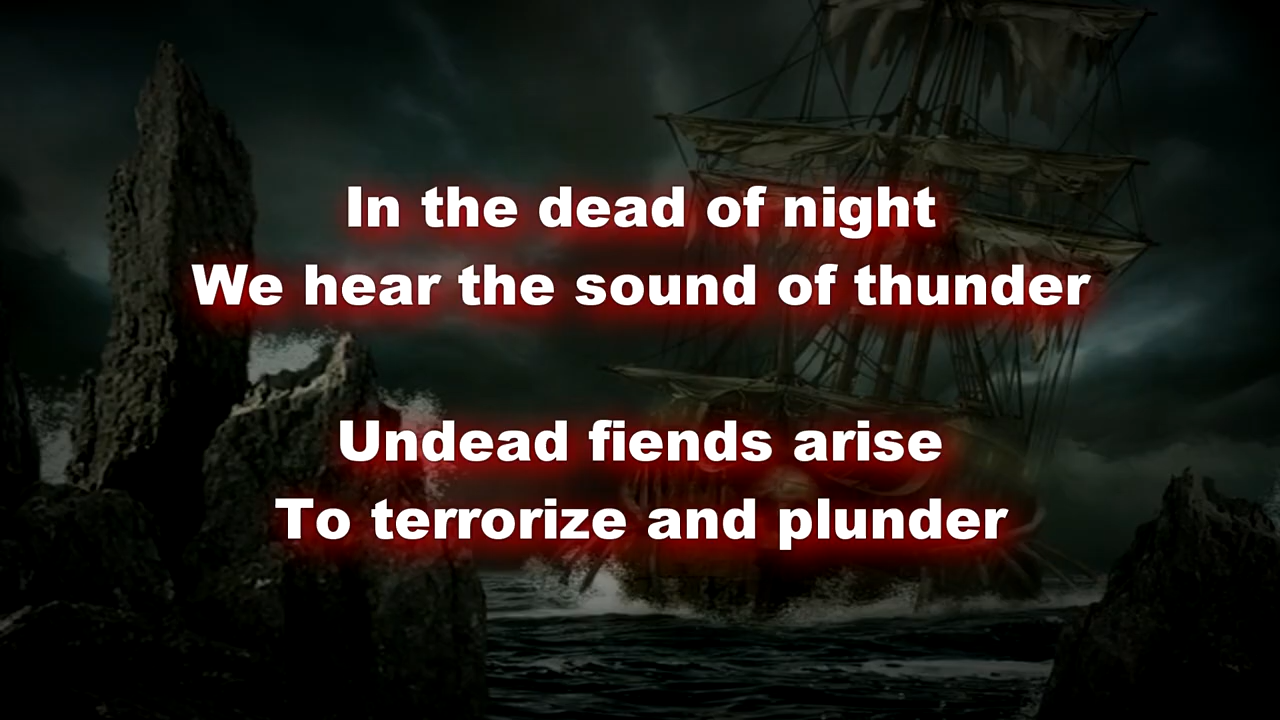 In the dead of night
We hear the sound of thunder
Undead fiends arise
To terrorize and plunder